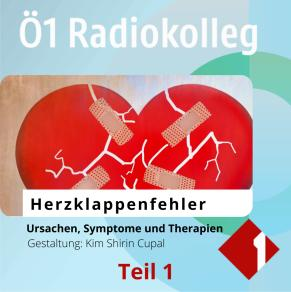 Ö1 Radiokolleg
Herzklappenfehler
Ursachen, Symptome und Therapien
Gestaltung: Kim Shirin Cupal
Teil 1
1